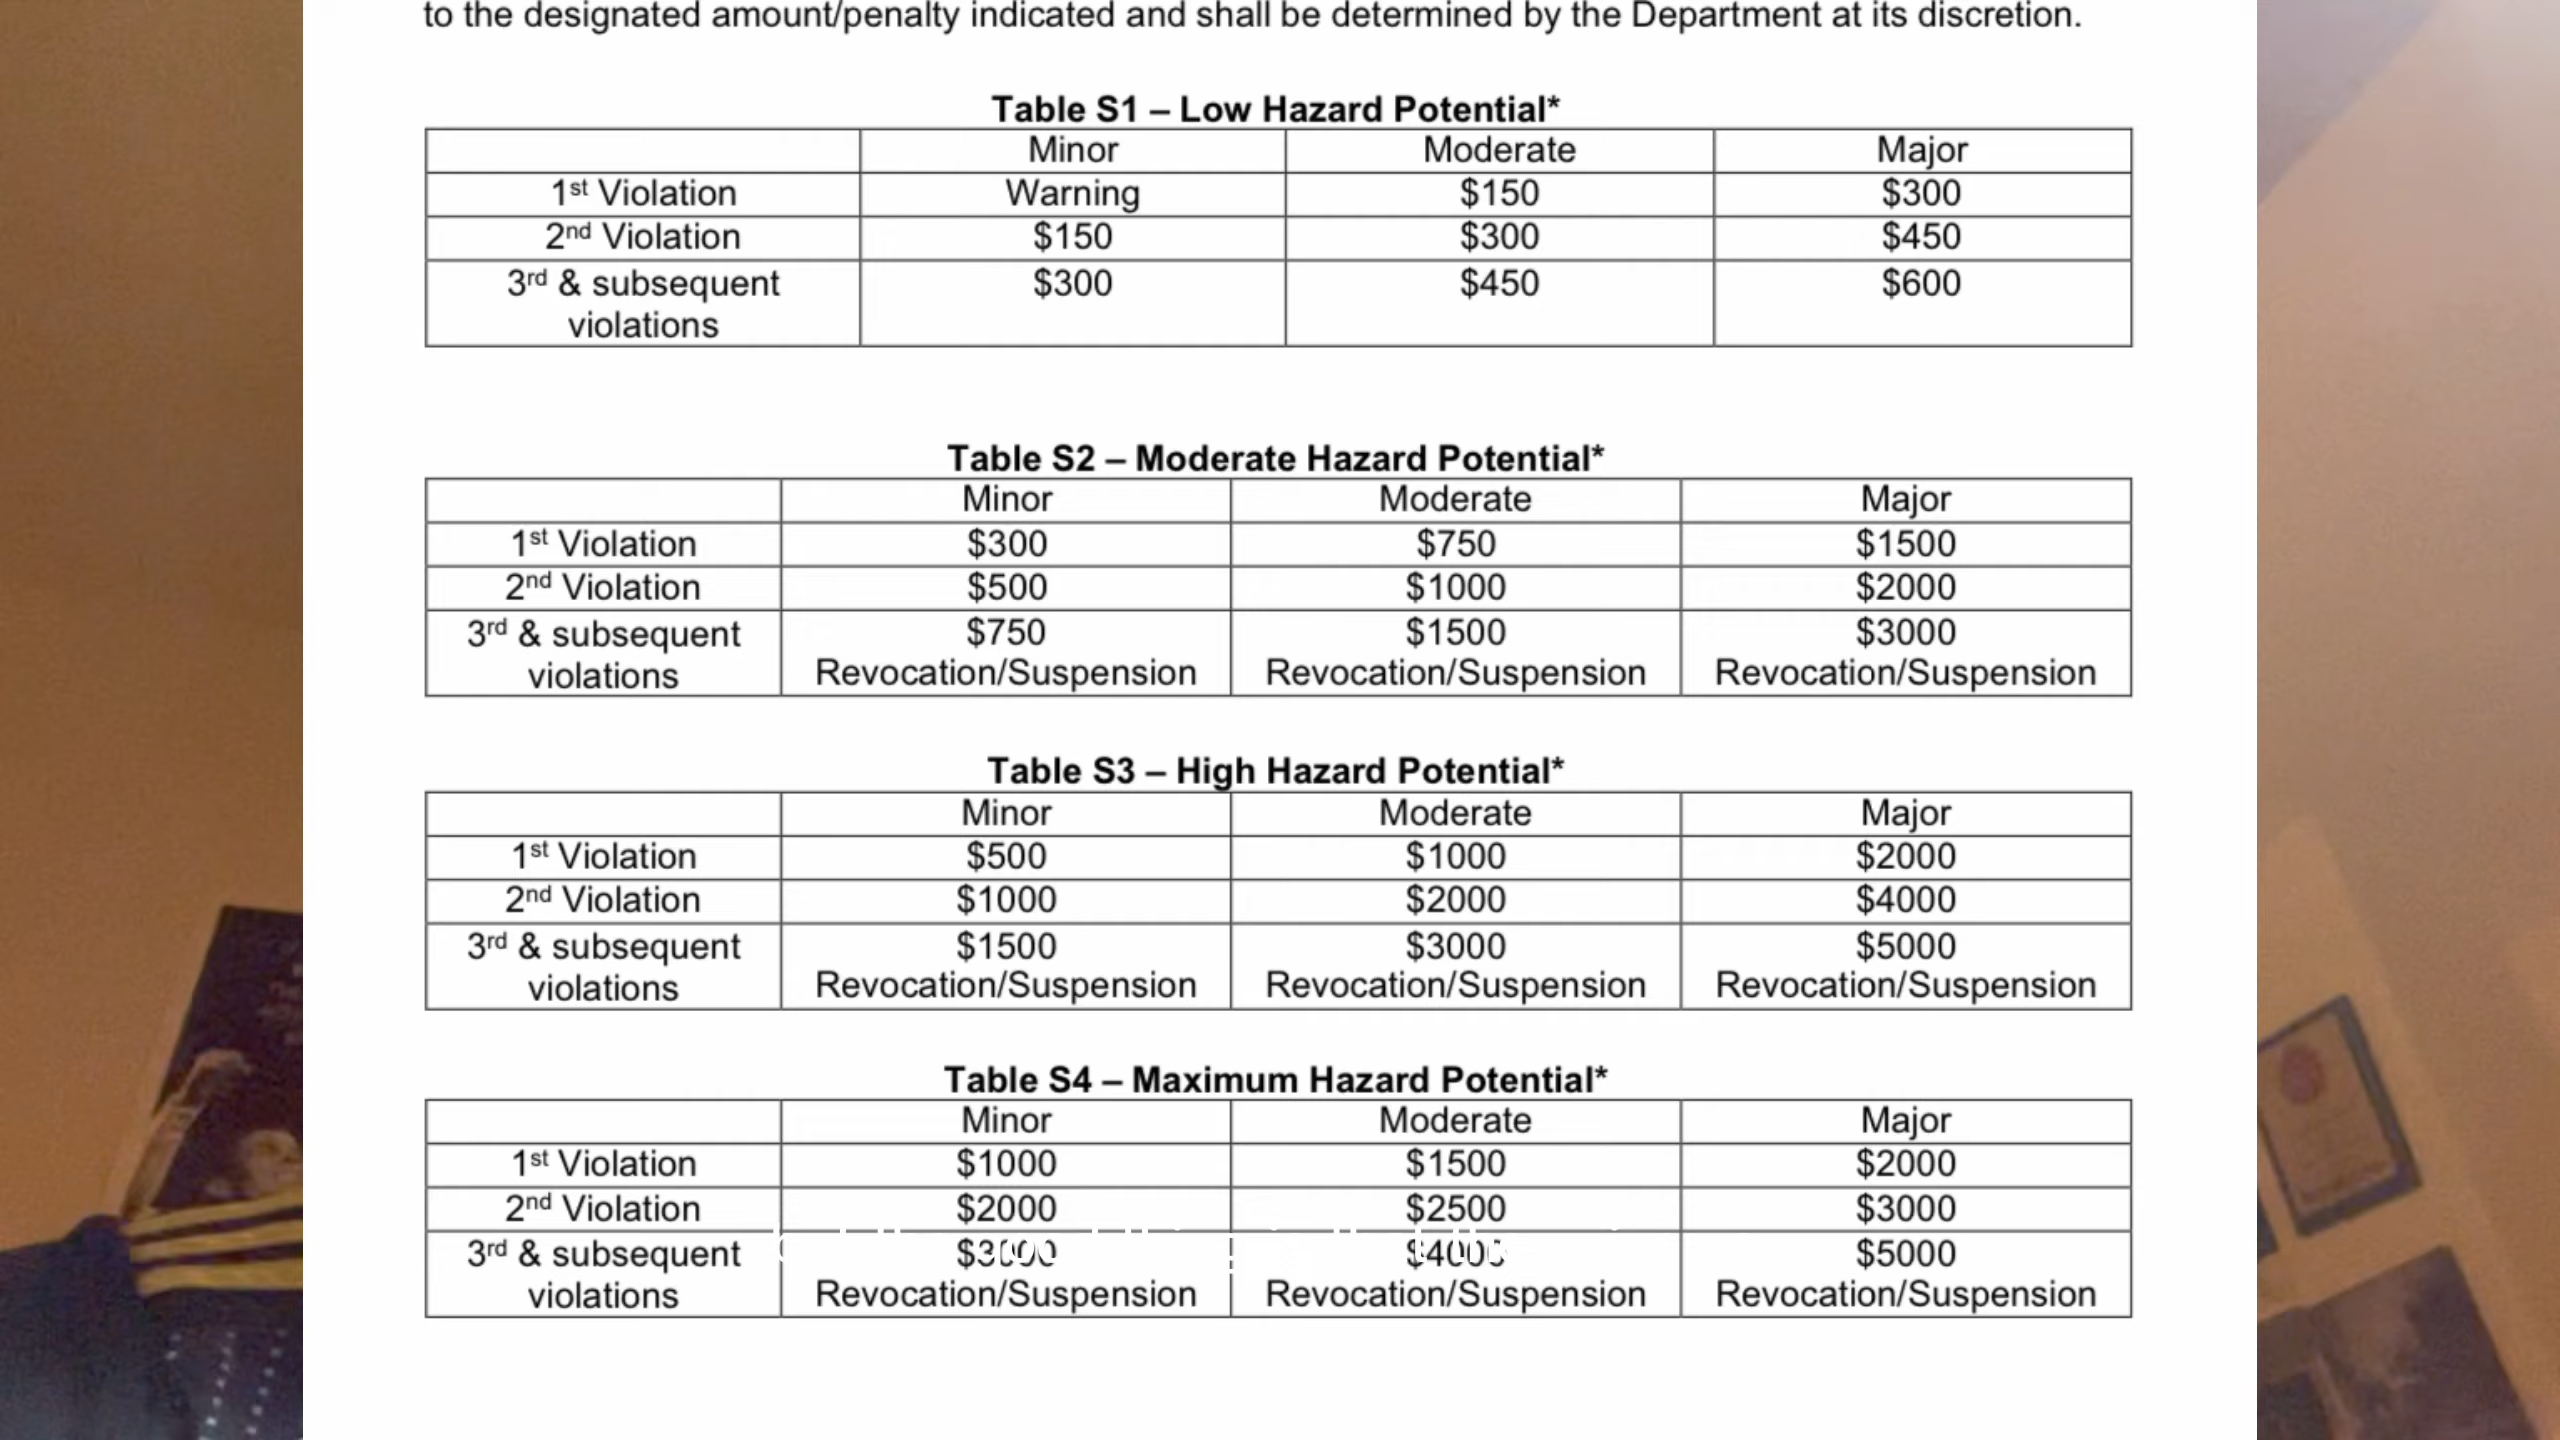 to the designated amount/penalty indicated and shall be determined by the Department at its discretion.
Table S1 – Low Hazard Potential*
Minor Moderate Major
1st Violation Warning $150 $300
2nd Violation $150 $300 $450
3rd & subsequent violations $300 $450 $600
Table S2 – Moderate Hazard Potential*
Minor Moderate Major
1st Violation $300 $750 $1500
2nd Violation $500 $1000 $2000
3rd & subsequent $750 $1500 $3000
violations Revocation/Suspension Revocation/Suspension Revocation/Suspension
Table S3 – High Hazard Potential*
Minor Moderate Major
1st Violation $500 $1000 $2000
2nd Violation $1000 $2000 $4000
3rd & subsequent $1500 $3000 $5000
violations Revocation/Suspension Revocation/Suspension Revocation/Suspension
Table S4 – Maximum Hazard Potential*
Minor Moderate Major
1st Violation $1000 $1500 $2000
2nd Violation $2000 $2500 $3000
3rd & subsequent $3000 $4000 $5000
violations Revocation/Suspension Revocation/Suspension Revocation/Suspension